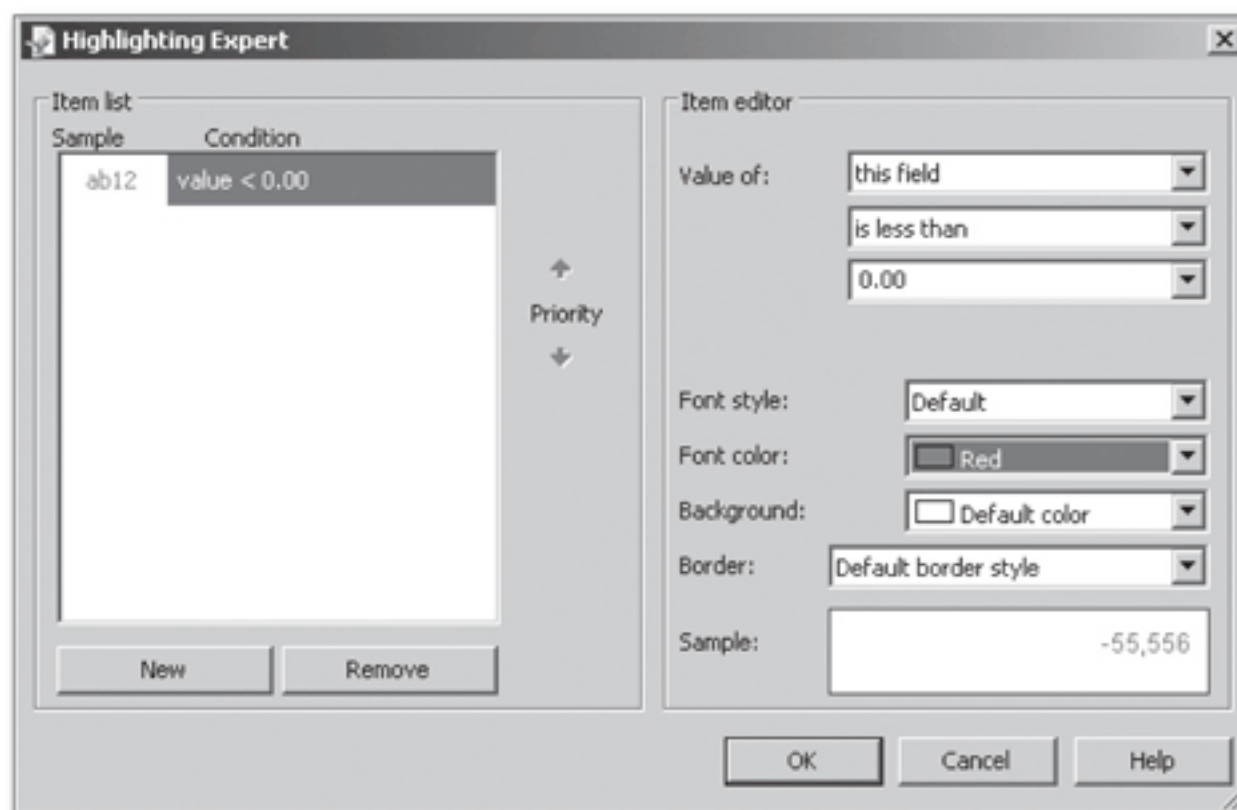 Highlighting Expert
Item list
Sample Condition
ab12 value < 0.00
Priority
New Remove
Item editor
Value of: this field
is less than
0.00
Font style: Default
Font color: Red
Background: Default color
Border: Default border style
Sample: -55,556
OK Cancel Help